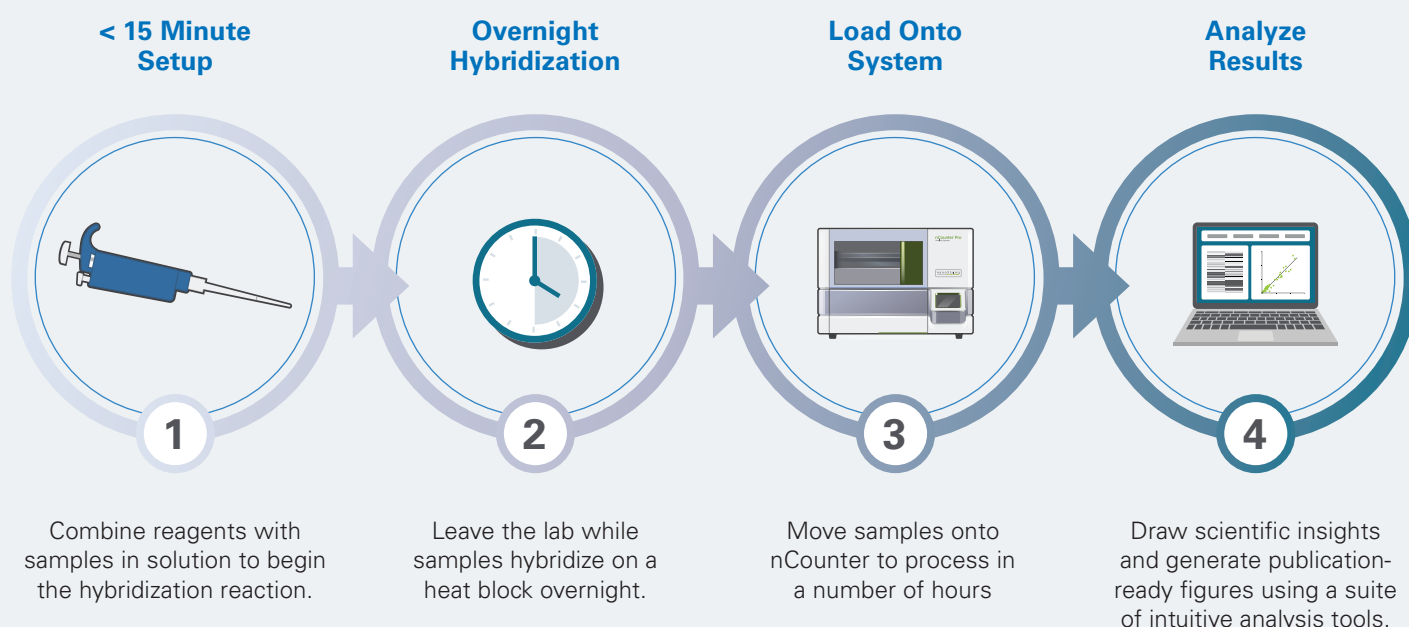 < 15 Minute
Setup
Overnight
Hybridization
Load Onto
System
Analyze
Results
nCounter Pro
1
2
3
4
Combine reagents with
samples in solution to begin
the hybridization reaction.
Leave the lab while
samples hybridize on a
heat block overnight.
Move samples onto
nCounter to process in
a number of hours
Draw scientific insights
and generate publication-
ready figures using a suite
of intuitive analysis tools.